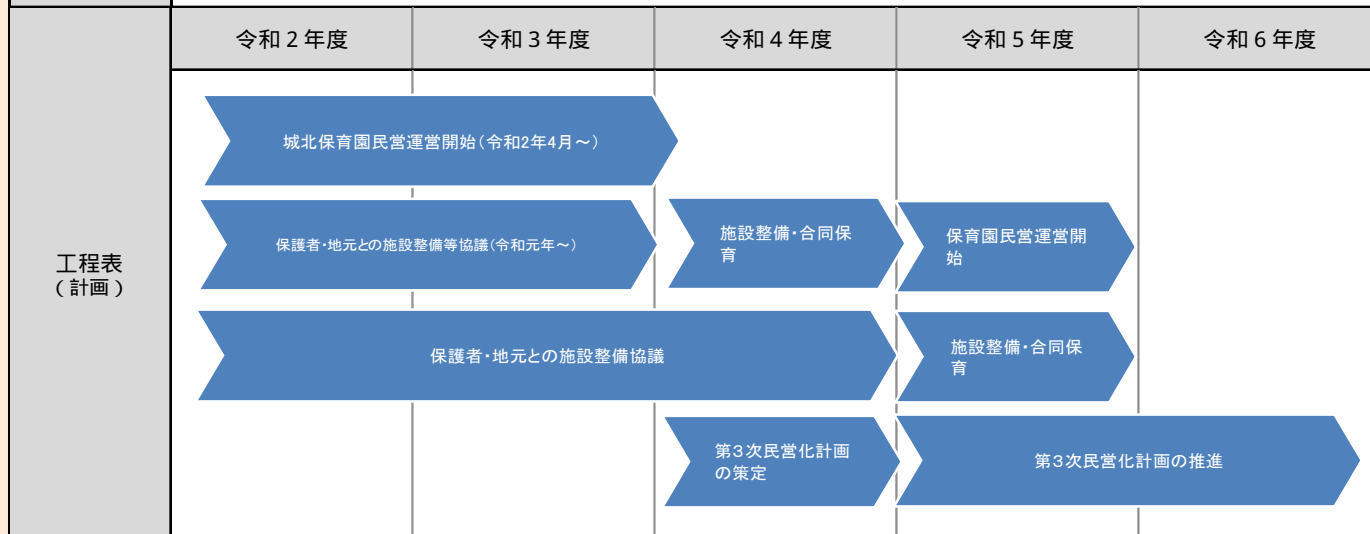 令和２年度
令和３年度
令和４年度
令和５年度
令和６年度
工程表
（計画）
城北保育園民営運営開始（令和2年4月～）
保護者・地元との施設整備等協議（令和元年～）
施設整備・合同保
育
保育園民営運営開
始
保護者・地元との施設整備協議
施設整備・合同保
育
第３次民営化計画
の策定
第３次民営化計画の推進